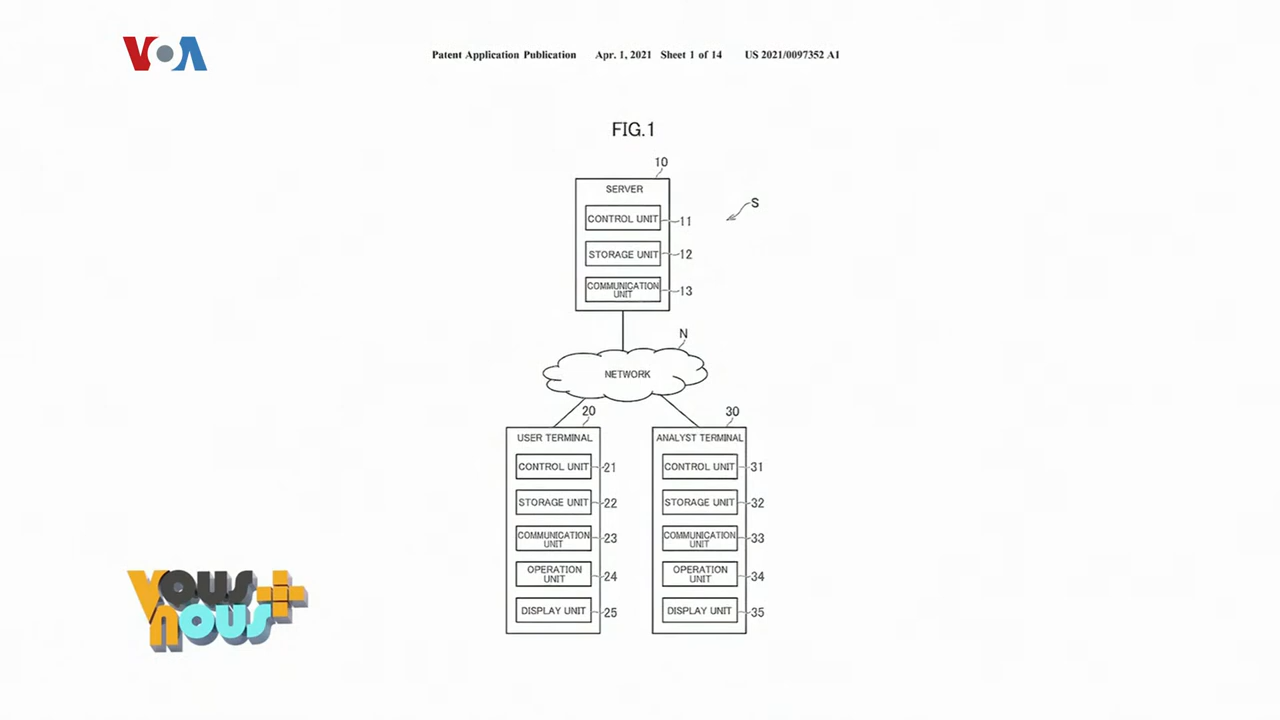 VOA
Patent Application Publication Apr. 1, 2021 Sheet 1 of 14 US 2021/0097352 A1
FIG.1
10
SERVER
S
CONTROL UNIT 11
STORAGE UNIT 12
COMMUNICATION
UNIT
13
N
NETWORK
20
30
USER TERMINAL
CONTROL UNIT 21
STORAGE UNIT 22
COMMUNICATION
UNIT
23
OPERATION
UNIT
24
DISPLAY UNIT 25
ANALYST TERMINAL
CONTROL UNIT 31
STORAGE UNIT 32
COMMUNICATION
UNIT
33
OPERATION
UNIT
34
DISPLAY UNIT 35
vous
nous